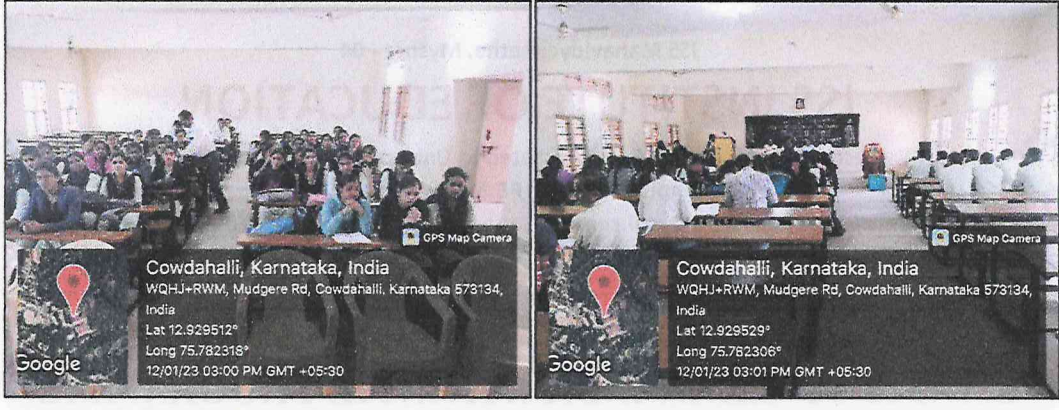 GPS Map Camera
Cowdahalli, Karnataka, India
WQHJ+RWM, Mudgere Rd, Cowdahalli, Karnataka 573134,
India
Lat 12.929512°
Long 75.782318°
12/01/23 03:00 PM GMT +05:30
Google
GPS Map Camera
Cowdahalli, Karnataka, India
WQHJ+RWM, Mudgere Rd, Cowdahalli, Karnataka 573134,
India
Lat 12.929529°
Long 75.782306°
12/01/23 03:01 PM GMT +05:30
Google